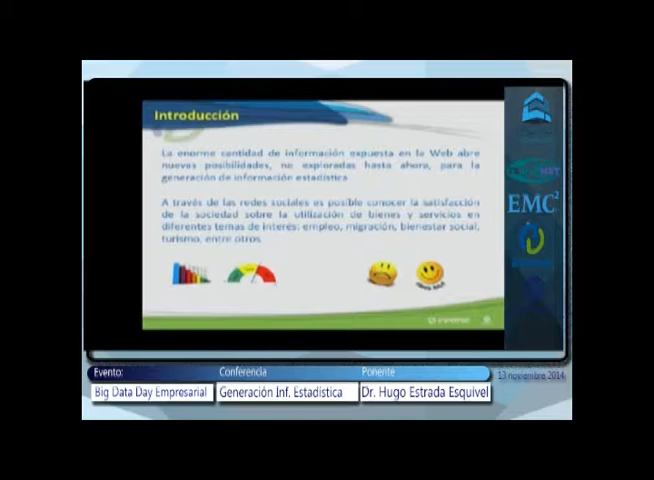 Introducción
La enorme cantidad de información expuesta en la Web abre
nuevas posibilidades, no exploradas hasta ahora, para la
generación de información estadística
A través de las redes sociales es posible conocer la satisfacción
de la sociedad sobre la utilización de bienes y servicios en
diferentes temas de interés: empleo, migración, bienestar social,
turismo, entre otros.
EMC²
Evento:
Conferencia
Ponente
13 noviembre 2014
Big Data Day Empresarial
Generación Inf. Estadística
Dr. Hugo Estrada Esquivel